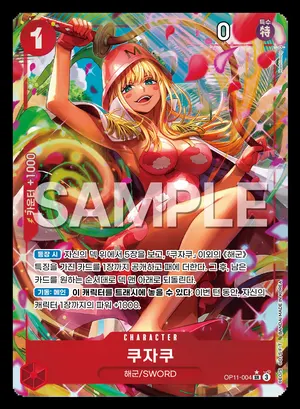 1
0
특수
特
카운터 +1000
SAMPLE
등장 시 자신의 덱 위에서 5장을 보고, 「쿠자쿠」 이외의 《해군》
특징을 가진 카드를 1장까지 공개하고 패에 더한다. 그 후, 남은
카드를 원하는 순서대로 덱 맨 아래로 되돌린다.
기동: 메인 이 캐릭터를 트래시에 놓을 수 있다: 이번 턴 동안, 자신의
캐릭터 1장까지의 파워 +1000.
CHARACTER
쿠자쿠
해군/SWORD
OP11-004
3